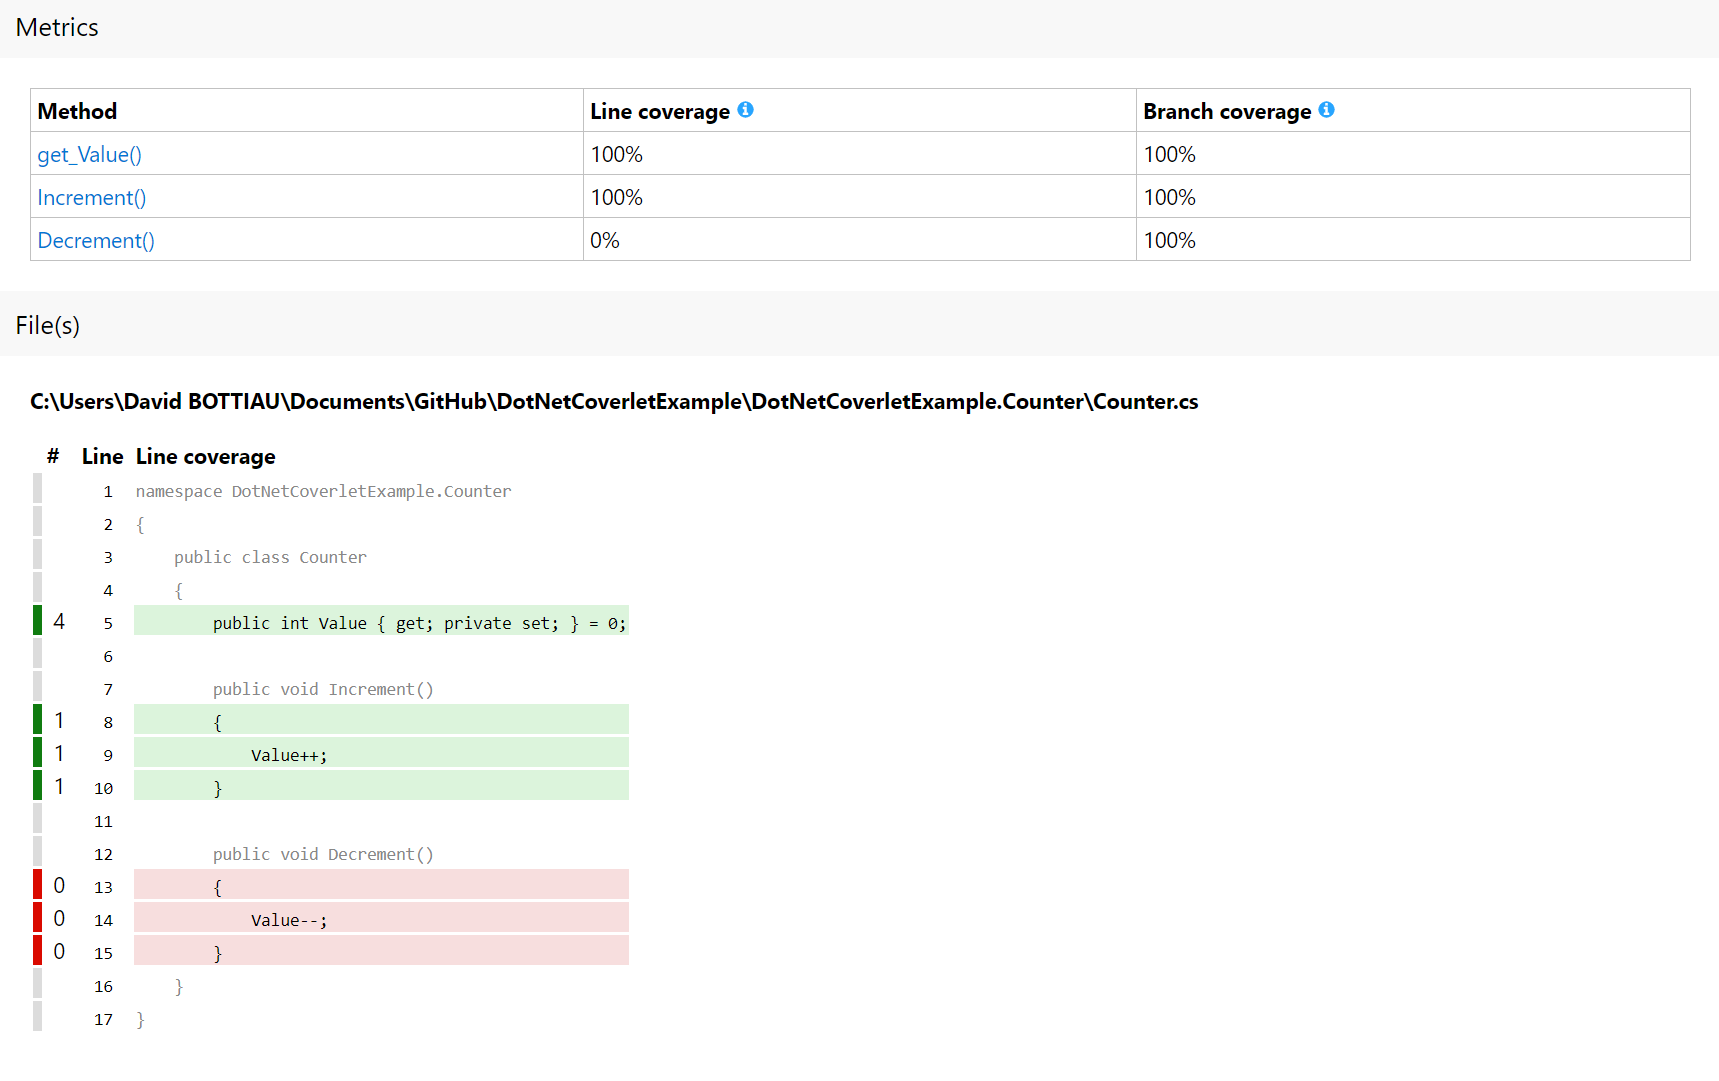 Metrics
Method Line coverage Branch coverage
get_Value() 100% 100%
Increment() 100% 100%
Decrement() 0% 100%
File(s)
C:\Users\David BOTTIAU\Documents\GitHub\DotNetCoverletExample\DotNetCoverletExample.Counter\Counter.cs
# Line Line coverage
1 namespace DotNetCoverletExample.Counter
2 {
3     public class Counter
4     {
4 5         public int Value { get; private set; } = 0;
6
7         public void Increment()
1 8         {
1 9             Value++;
1 10         }
11
12         public void Decrement()
0 13         {
0 14             Value--;
0 15         }
16     }
17 }